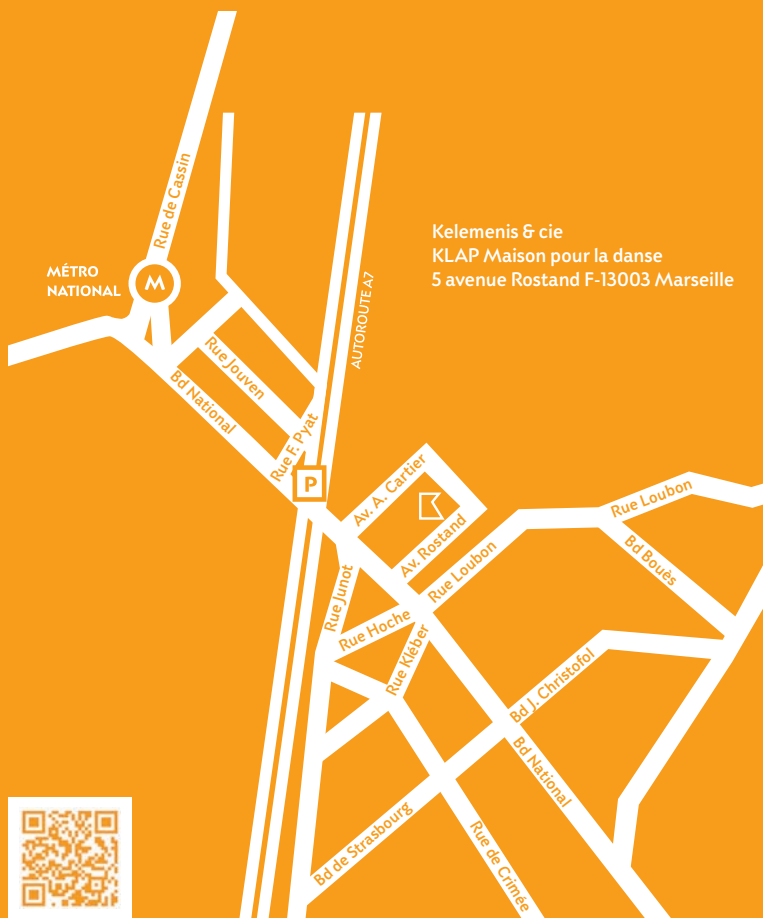 Rue de Cassin
Kelemenis & cie
KLAP Maison pour la danse
5 avenue Rostand F-13003 Marseille
MÉTRO
NATIONAL
M
AUTOROUTE A7
Rue Jouven
Bd National
Rue F. Pyat
P
Av. A. Cartier
Rue Loubon
Av. Rostand
Rue Loubon
Bd Bouès
Rue Junot
Rue Hoche
Rue Kléber
Bd J. Christofol
Bd National
Bd de Strasbourg
Rue de Crimée